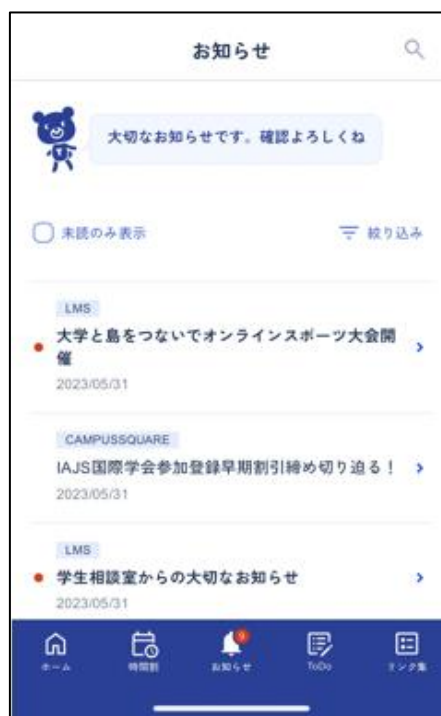 お知らせ
大切なお知らせです。確認よろしくね
未読のみ表示
絞り込み
LMS
大学と島をつないでオンラインスポーツ大会開
催
2023/05/31
CAMPUSSQUARE
IAJS国際学会参加登録早期割引締め切り迫る！
2023/05/31
LMS
学生相談室からの大切なお知らせ
2023/05/31
9
ホーム
時間割
お知らせ
ToDo
リンク集